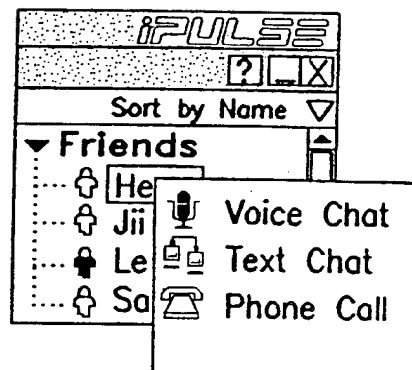 iPULSE
? _ X
Sort by Name
Friends
He
Voice Chat
Jii
Le
Text Chat
Sa
Phone Call